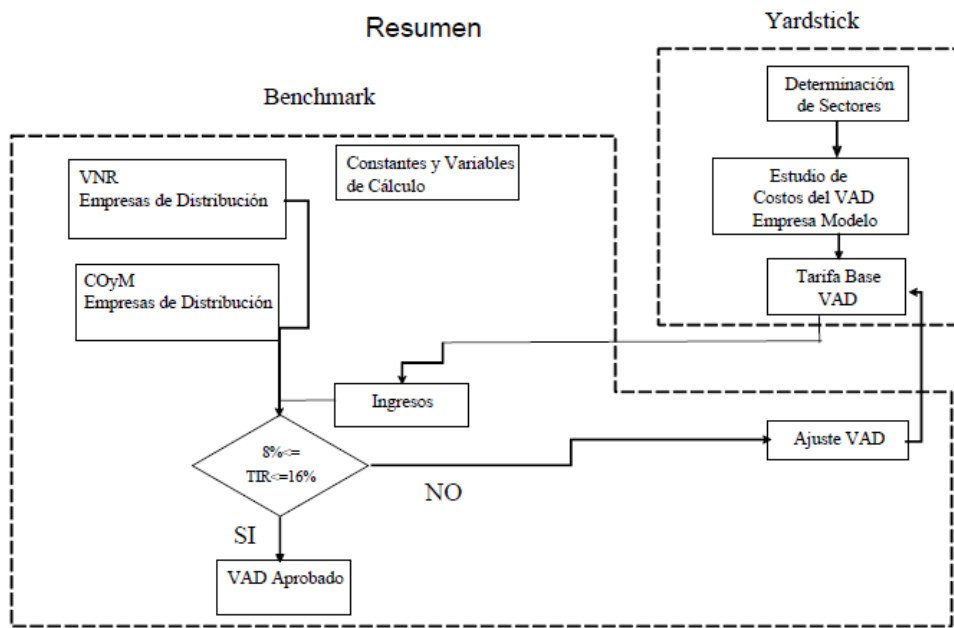 Resumen
Yardstick
Benchmark
Determinación
de Sectores
Constantes y Variables
de Cálculo
VNR
Empresas de Distribución
Estudio de
Costos del VAD
Empresa Modelo
COyM
Empresas de Distribución
Tarifa Base
VAD
Ingresos
Ajuste VAD
8%<=
TIR<=16%
NO
SI
VAD Aprobado